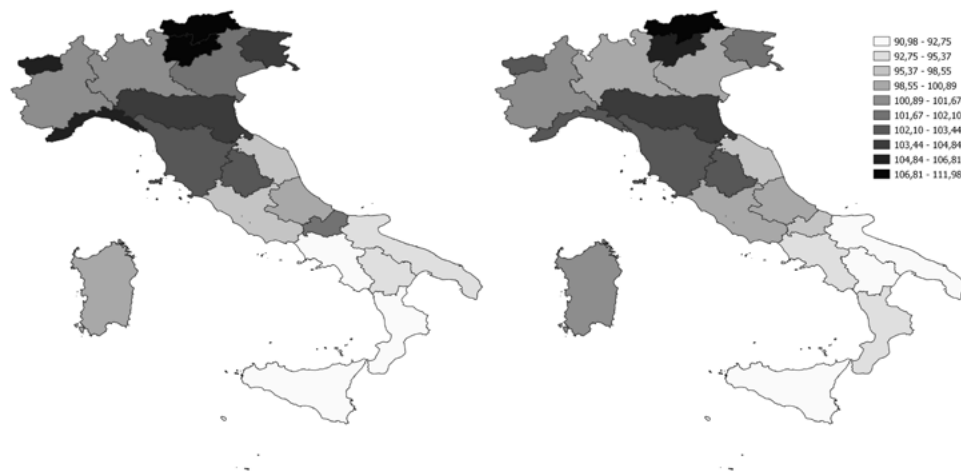 90,98 - 92,75
92,75 - 95,37
95,37 - 98,55
98,55 - 100,89
100,89 - 101,67
101,67 - 102,10
102,10 - 103,44
103,44 - 104,84
104,84 - 106,81
106,81 - 111,98